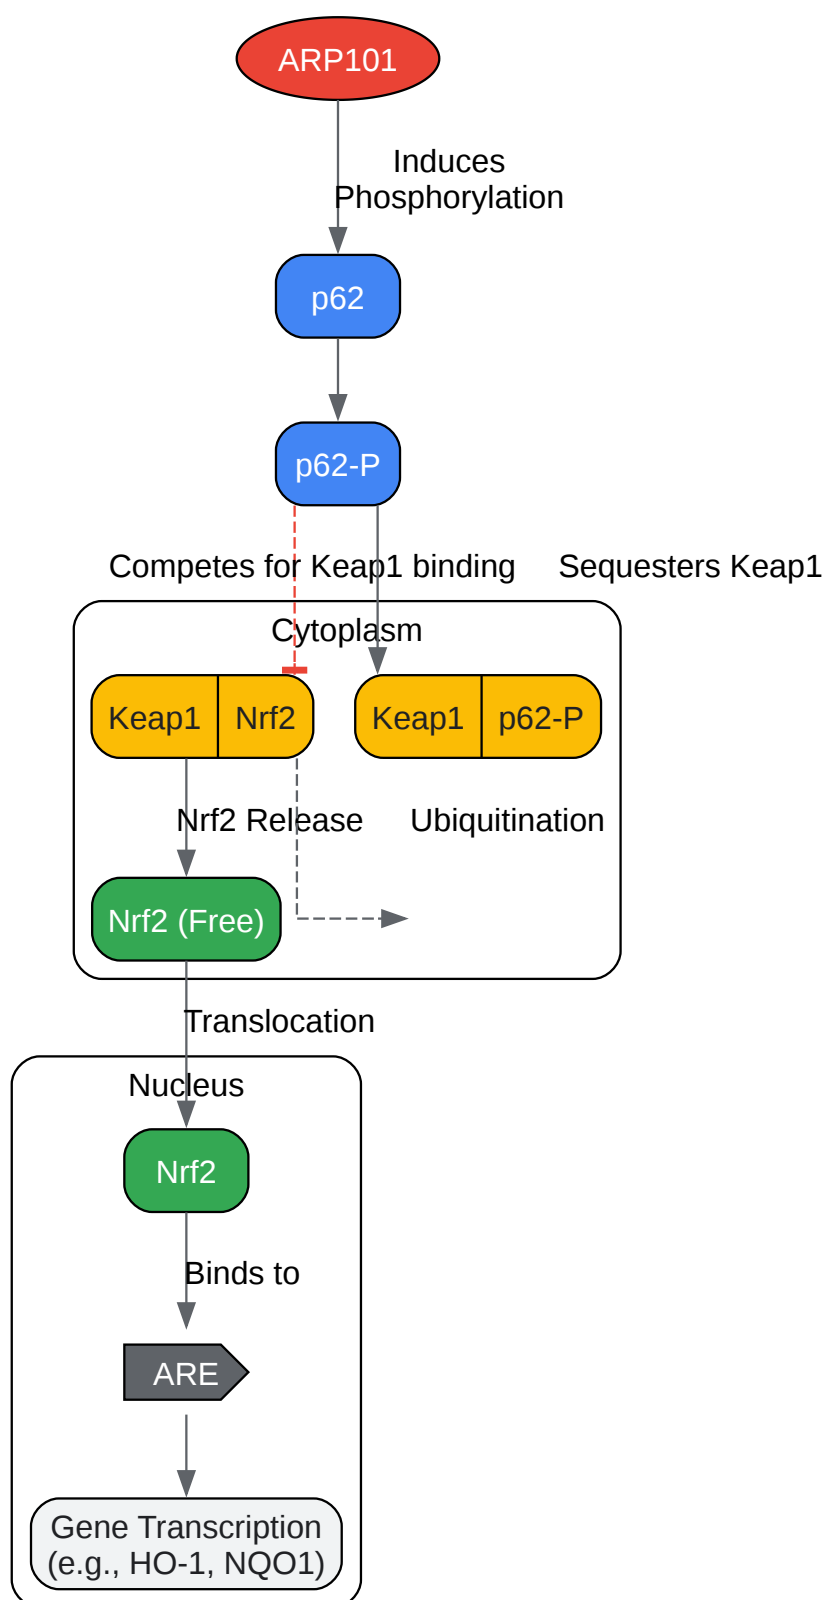 ARP101
Induces
Phosphorylation
p62
p62-P
Competes for Keap1 binding
Sequesters Keap1
Cytoplasm
Keap1
Nrf2
Keap1
p62-P
Nrf2 Release
Ubiquitination
Nrf2 (Free)
Translocation
Nucleus
Nrf2
Binds to
ARE
Gene Transcription
(e.g., HO-1, NQO1)